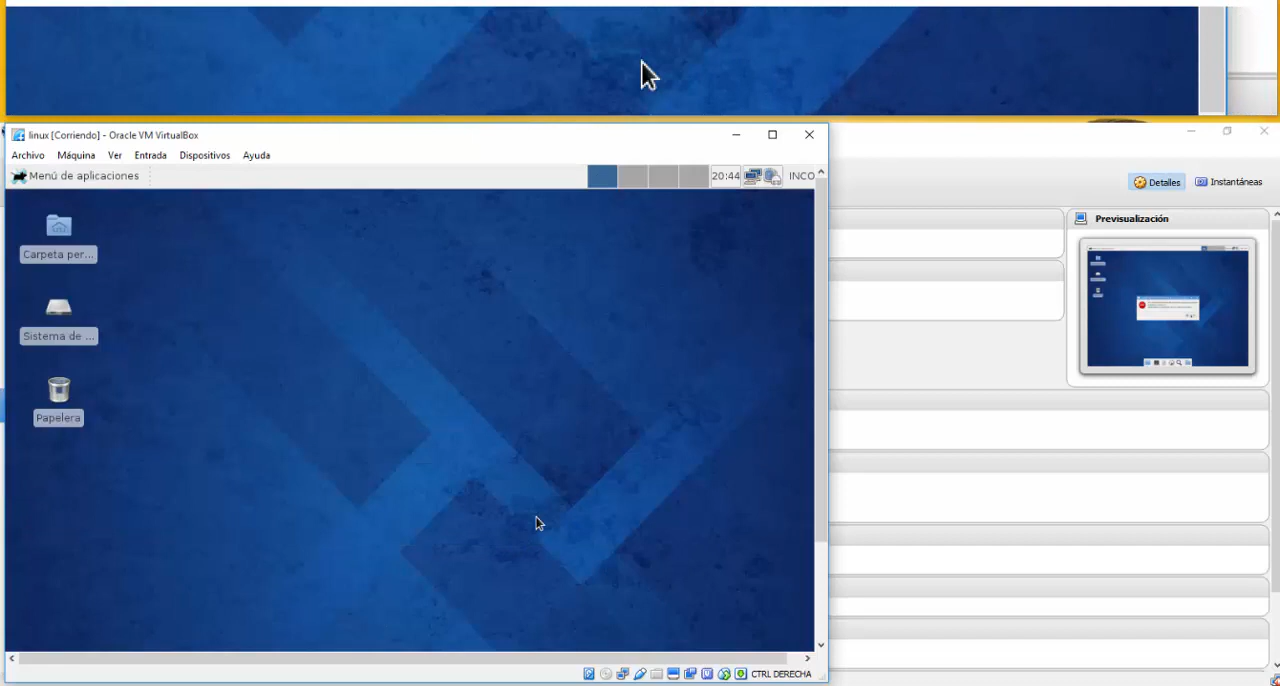 linux [Corriendo] - Oracle VM VirtualBox
Archivo Máquina Ver Entrada Dispositivos Ayuda
Menú de aplicaciones 20:44 INCO
Detalles Instantáneas
Previsualización
Carpeta per...
Sistema de ...
Papelera
CTRL DERECHA